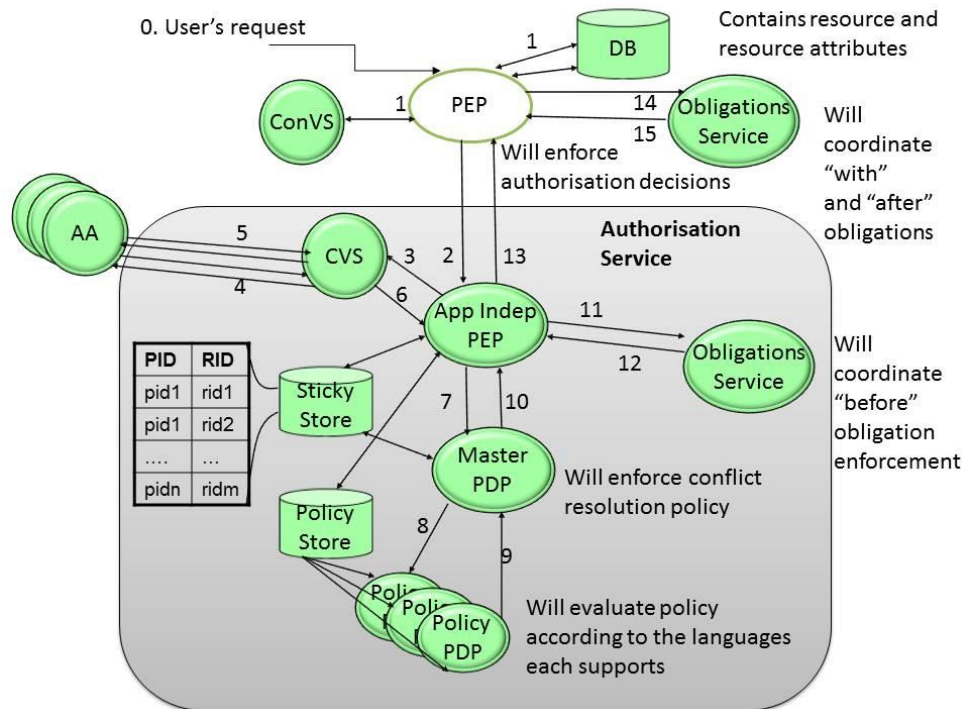 0. User's request
1
DB
Contains resource and
resource attributes
1
PEP
ConVS
14
15
Obligations
Service
Will
coordinate
“with”
and “after”
obligations
Will enforce
authorisation decisions
Authorisation
Service
AA
5
4
CVS
3
6
2
13
App Indep
PEP
11
12
Obligations
Service
Will
coordinate
“before”
obligation
enforcement
PID RID
pid1 rid1
pid1 rid2
.... ...
pidn ridm
Sticky
Store
7
10
Master
PDP
Will enforce conflict
resolution policy
Policy
Store
8
9
Policy
PDP
Will evaluate policy
according to the languages
each supports